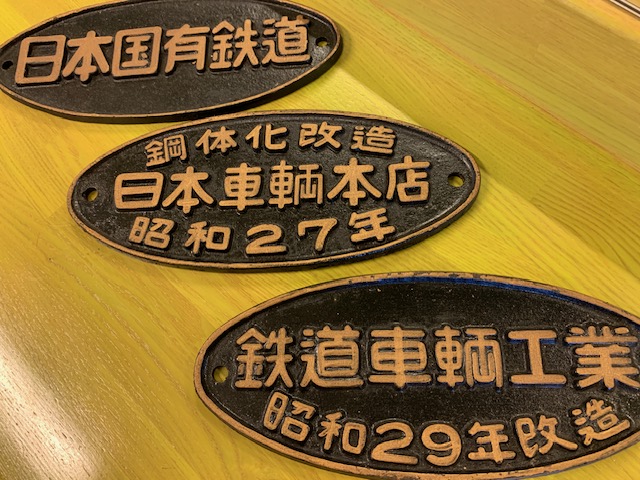 日本国有鉄道
鋼体化改造
日本車輌本店
昭和27年
鉄道車輌工業
昭和29年改造